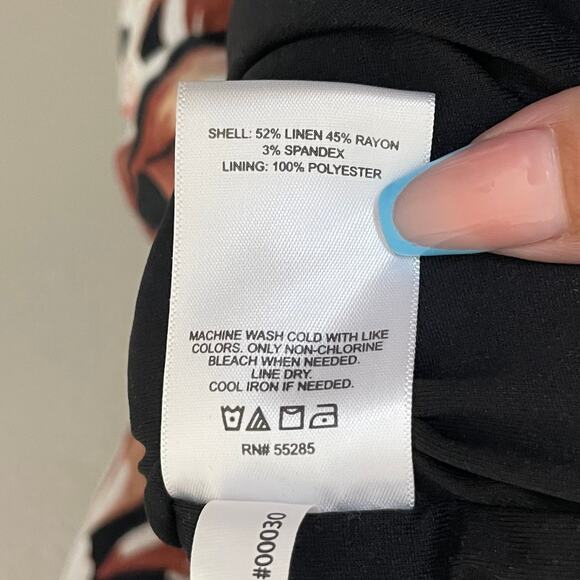 SHELL: 52% LINEN 45% RAYON
3% SPANDEX
LINING: 100% POLYESTER
MACHINE WASH COLD WITH LIKE
COLORS. ONLY NON-CHLORINE
BLEACH WHEN NEEDED.
LINE DRY.
COOL IRON IF NEEDED.
RN# 55285
#00030